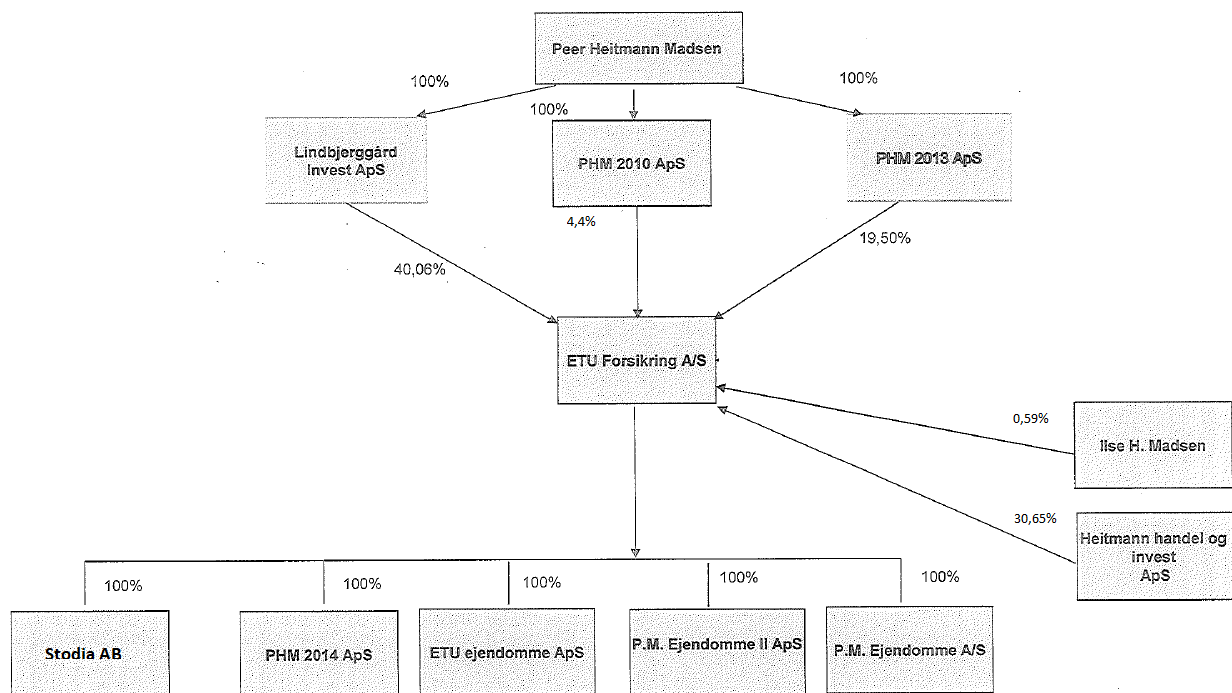 Peer Heitmann Madsen
100%
100%
100%
Lindbjerggård
Invest ApS
PHM 2010 ApS
PHM 2013 ApS
4,4%
19,50%
40,06%
ETU Forsikring A/S
0,59%
Ilse H. Madsen
30,65%
Heitmann handel og
invest
ApS
100%
100%
100%
100%
100%
Stodia AB
PHM 2014 ApS
ETU ejendomme ApS
P.M. Ejendomme II ApS
P.M. Ejendomme A/S